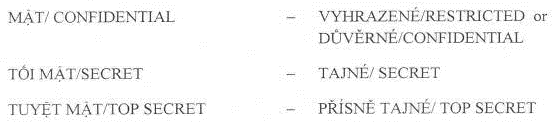 MẬT/ CONFIDENTIAL – VYHRAZENÉ/RESTRICTED or
DŮVĚRNÉ/CONFIDENTIAL
TỐI MẬT/SECRET – TAJNÉ/ SECRET
TUYỆT MẬT/TOP SECRET – PŘÍSNĚ TAJNÉ/ TOP SECRET